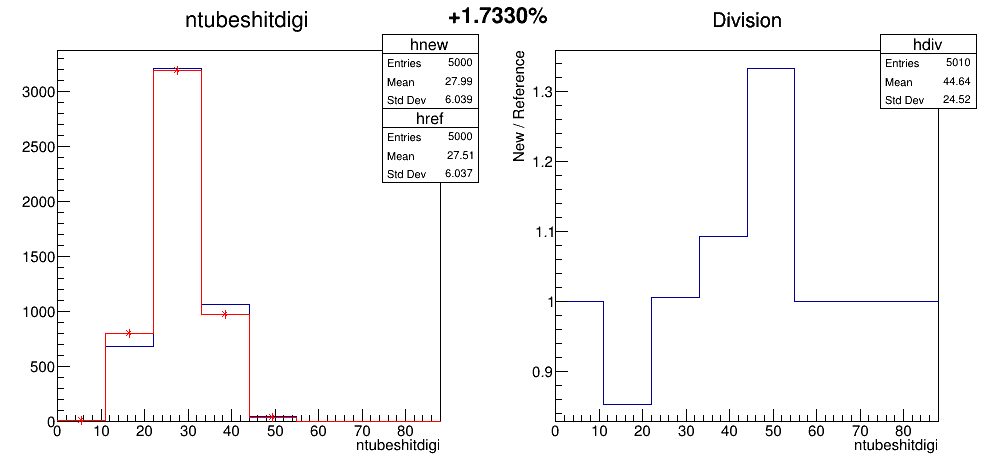 ntubeshitdigi
+1.7330%
Division
hnew
Entries 5000
Mean 27.99
Std Dev 6.039
href
Entries 5000
Mean 27.51
Std Dev 6.037
3000
2500
2000
1500
1000
500
0
0 10 20 30 40 50 60 70 80
ntubeshitdigi
hdiv
Entries 5010
Mean 44.64
Std Dev 24.52
New / Reference
1.3
1.2
1.1
1
0.9
0 10 20 30 40 50 60 70 80
ntubeshitdigi